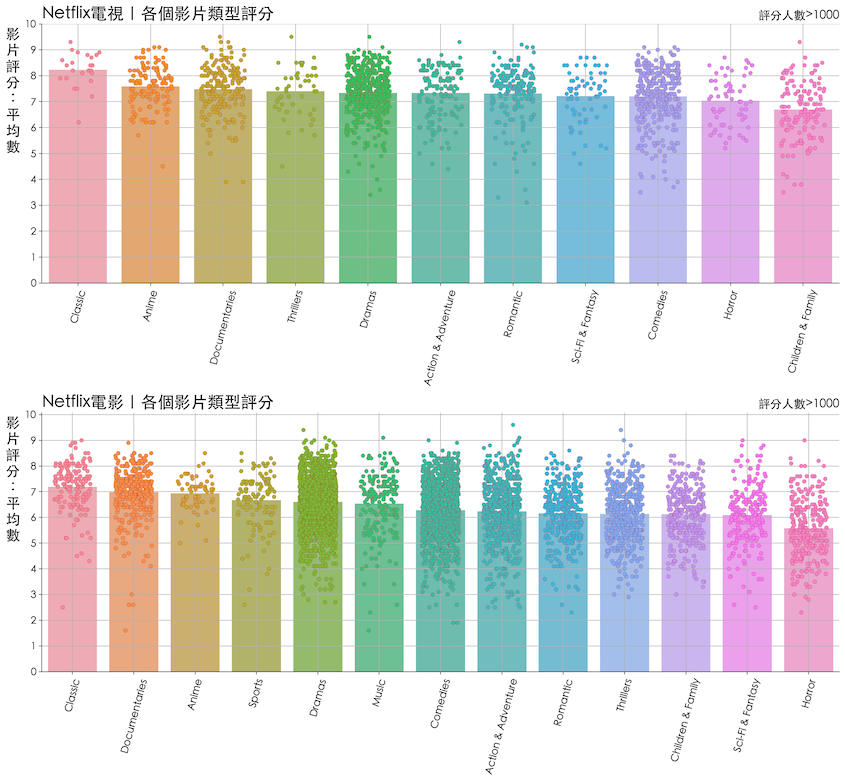 Netflix電視 | 各個影片類型評分
評分人數>1000
影片評分：平均數
10
9
8
7
6
5
4
3
2
1
0
Classic
Anime
Documentaries
Thrillers
Dramas
Action & Adventure
Romantic
Sci-Fi & Fantasy
Comedies
Horror
Children & Family
Netflix電影 | 各個影片類型評分
評分人數>1000
影片評分：平均數
10
9
8
7
6
5
4
3
2
1
0
Classic
Documentaries
Anime
Sports
Dramas
Music
Comedies
Action & Adventure
Romantic
Thrillers
Children & Family
Sci-Fi & Fantasy
Horror